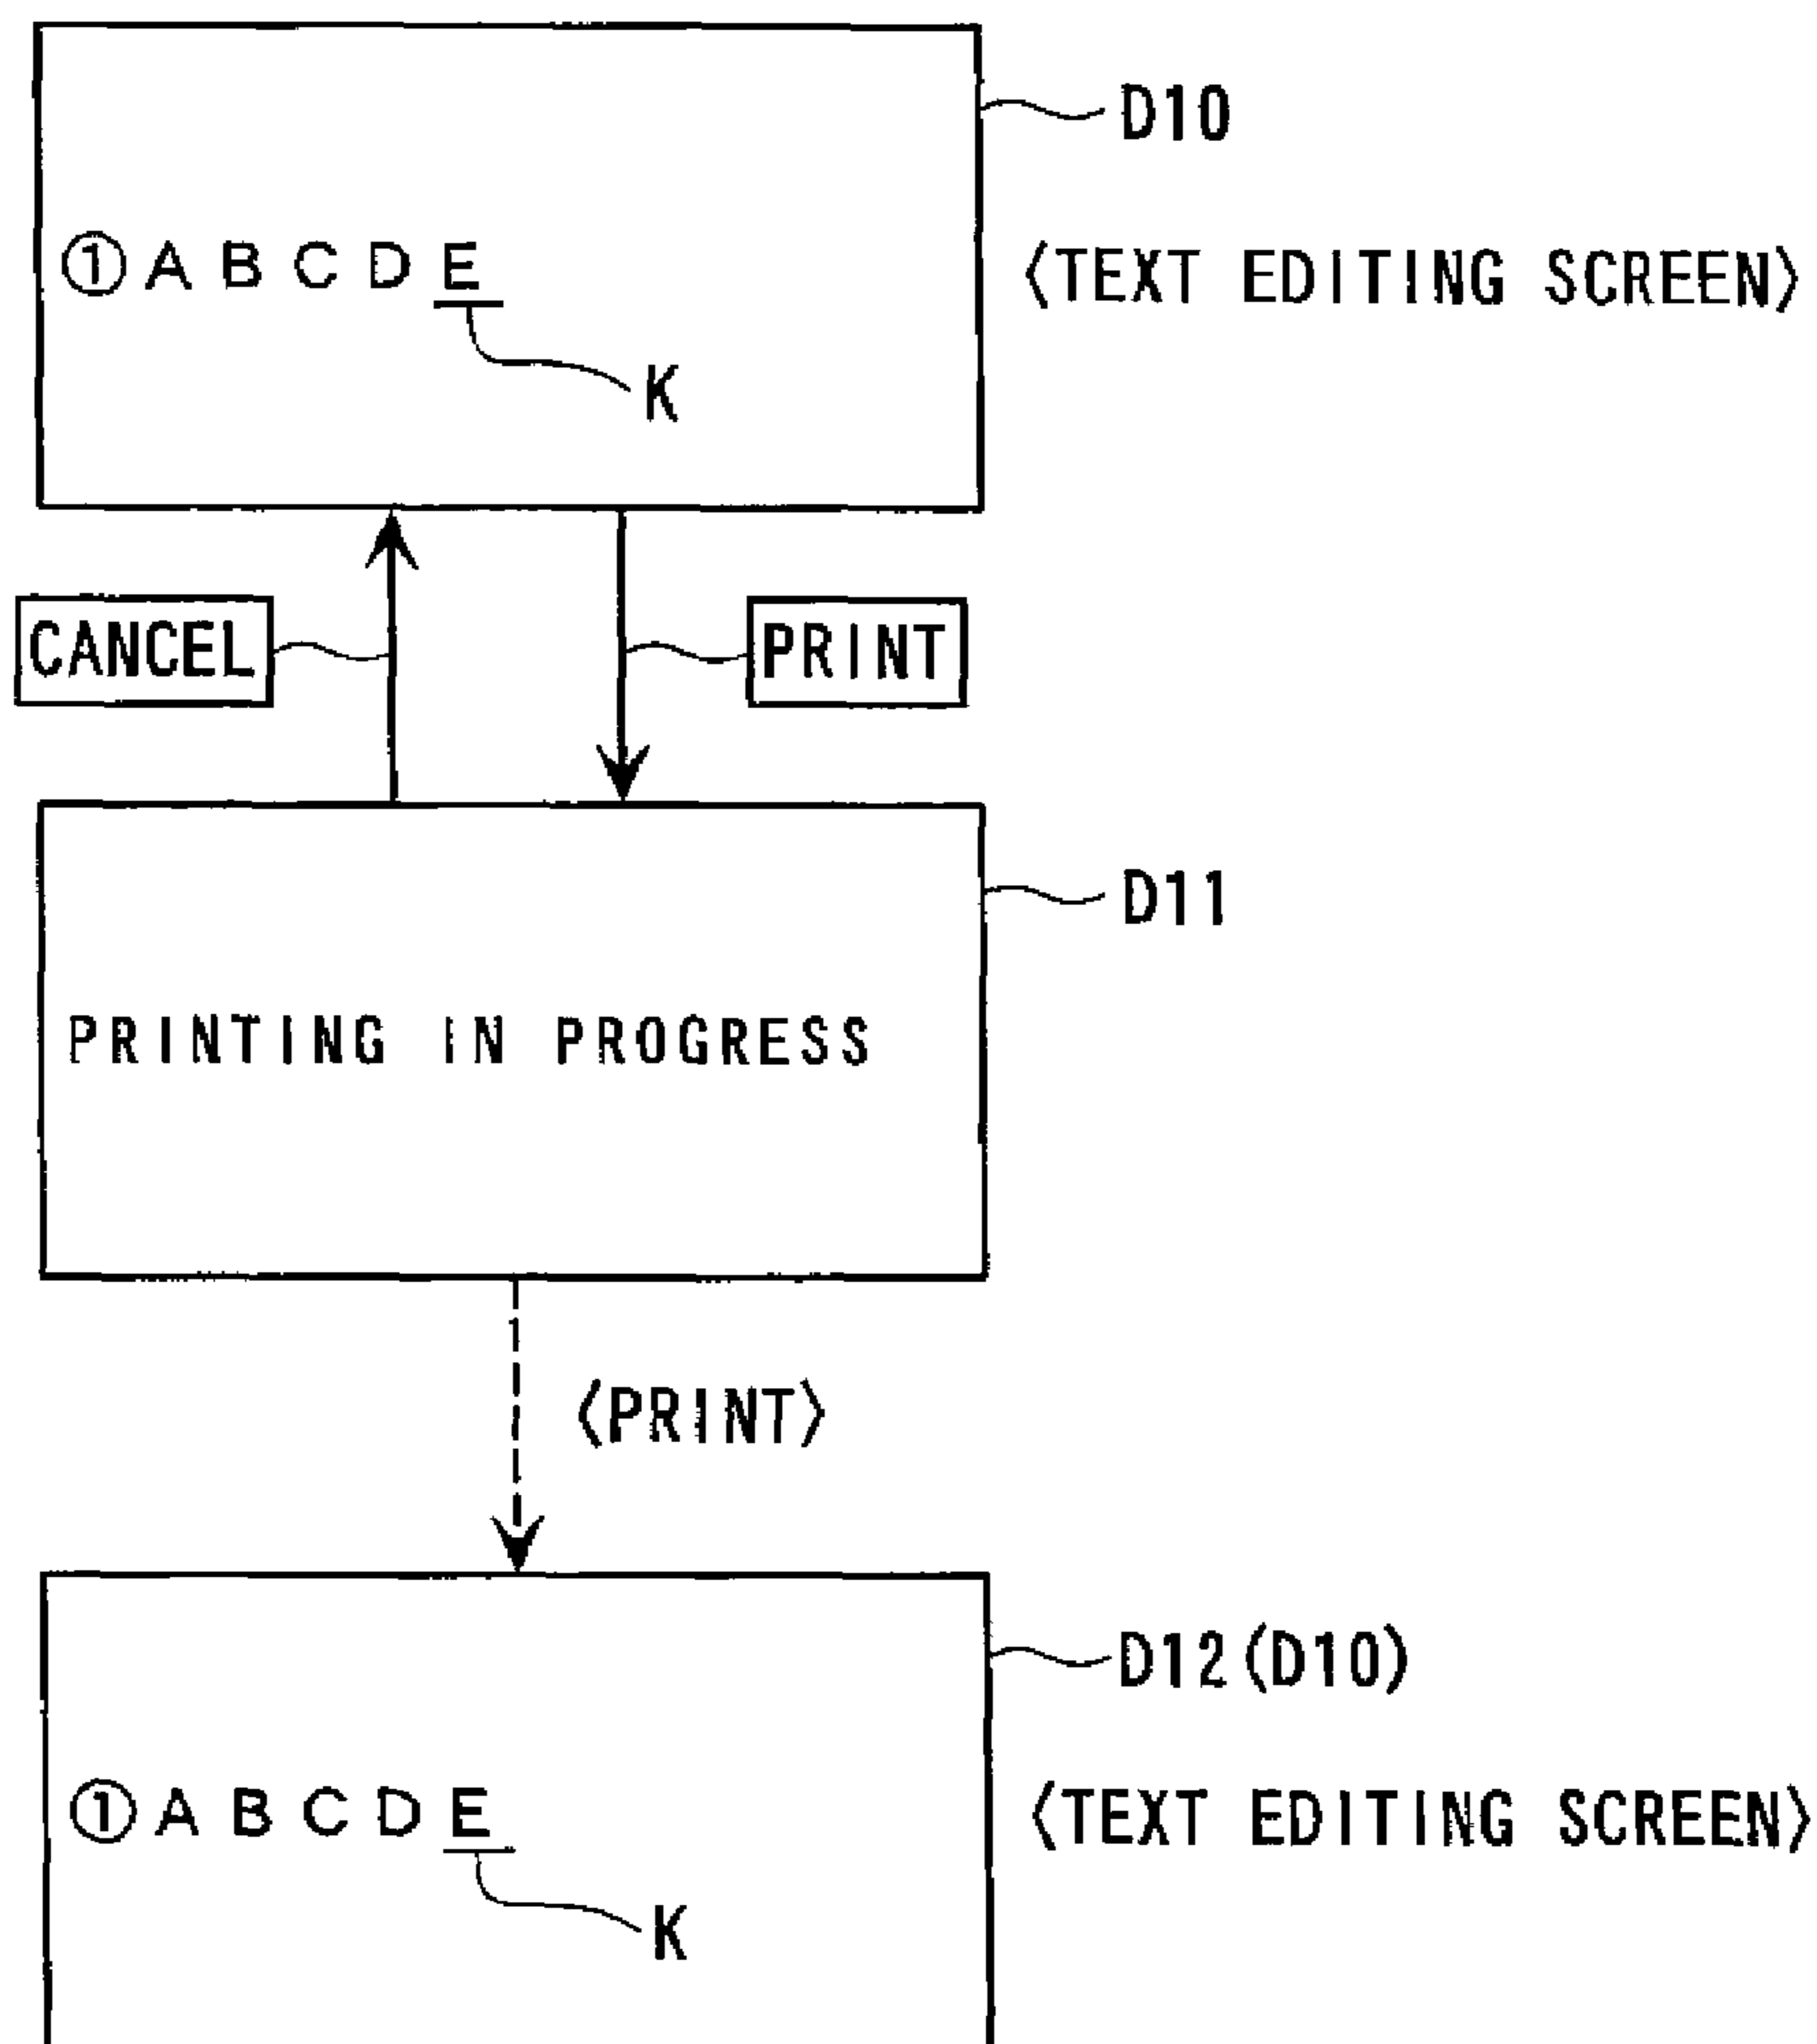 D10
①ABCDE
〈TEXT EDITING SCREEN〉
K
CANCEL
PRINT
D11
PRINTING IN PROGRESS
〈PRINT〉
D12(D10)
①ABCDE
〈TEXT EDITING SCREEN〉
K